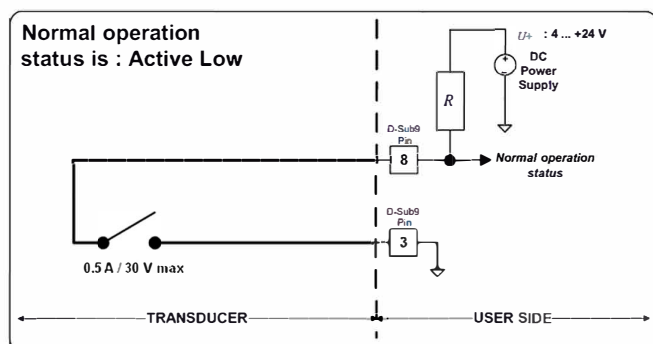 Normal operation
status is : Active Low
U+ : 4 ... +24 V
DC
Power
Supply
R
D-Sub9
Pin
8
Normal operation
status
D-Sub9
Pin
3
0.5 A / 30 V max
TRANSDUCER
USER SIDE